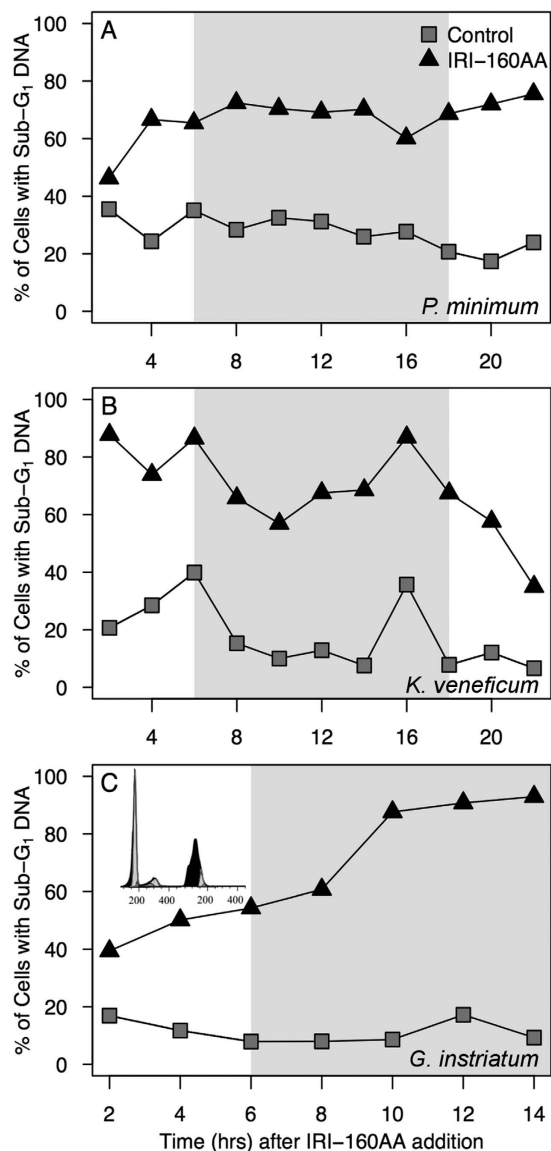 A
Control
IRI-160AA
100
80
60
40
20
0
% of Cells with Sub-G₁ DNA
P. minimum
4 8 12 16 20
B
100
80
60
40
20
0
% of Cells with Sub-G₁ DNA
K. veneficum
4 8 12 16 20
C
100
80
60
40
20
0
% of Cells with Sub-G₁ DNA
200 400 200 400
G. instriatum
2 4 6 8 10 12 14
Time (hrs) after IRI-160AA addition